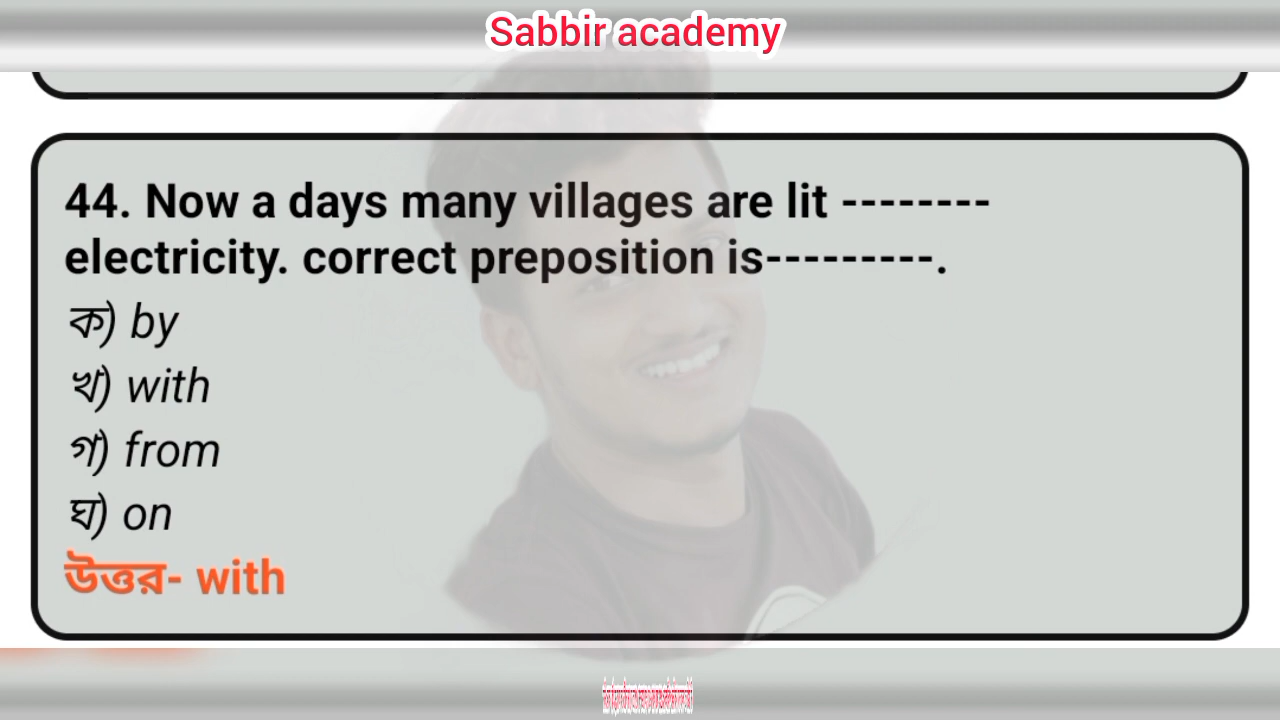 Sabbir academy
44. Now a days many villages are lit --------
electricity. correct preposition is---------.
ক) by
খ) with
গ) from
ঘ) on
উত্তর- with